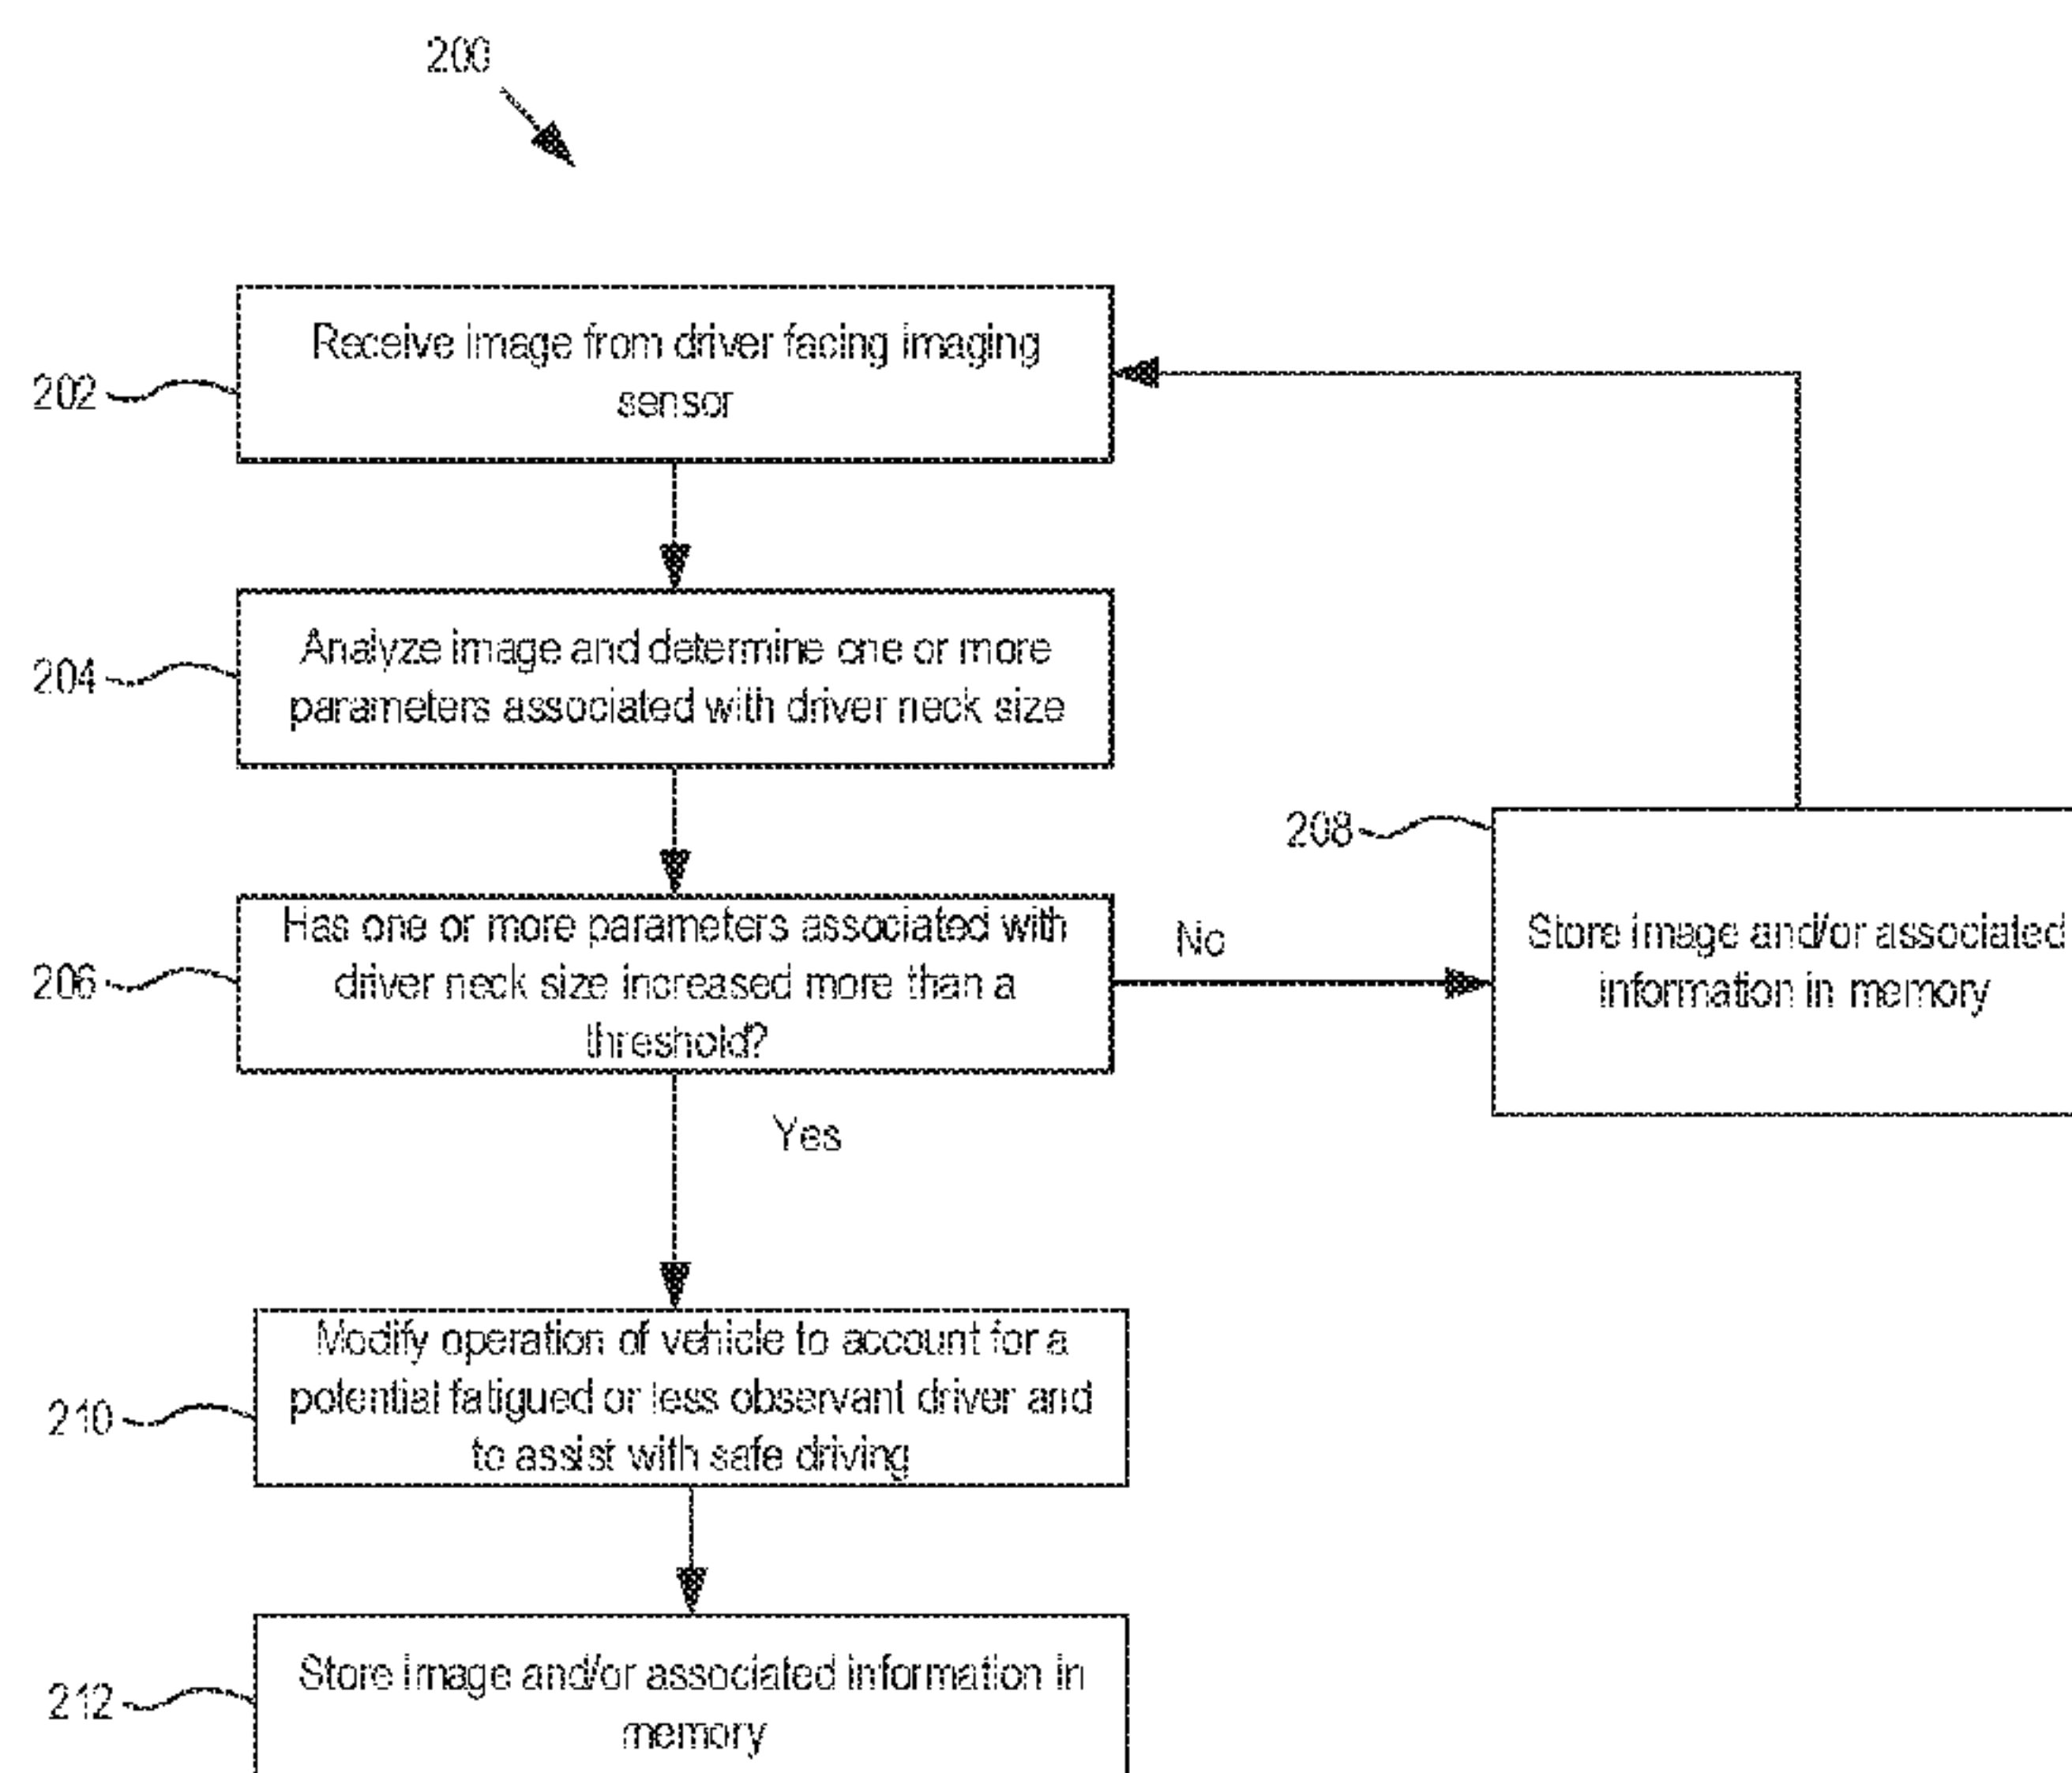 200
Receive image from driver facing imaging
sensor
202
Analyze image and determine one or more
parameters associated with driver neck size
204
Has one or more parameters associated with
driver neck size increased more than a
threshold?
206
No
208
Store image and/or associated
information in memory
Yes
Modify operation of vehicle to account for a
potential fatigued or less observant driver and
to assist with safe driving
210
Store image and/or associated information in
memory
212